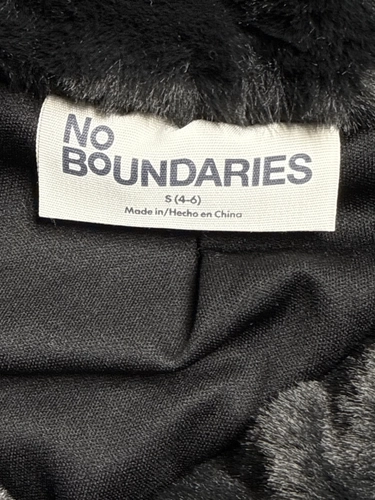 No
BoUNDARIES
S (4-6)
Made in/Hecho en China